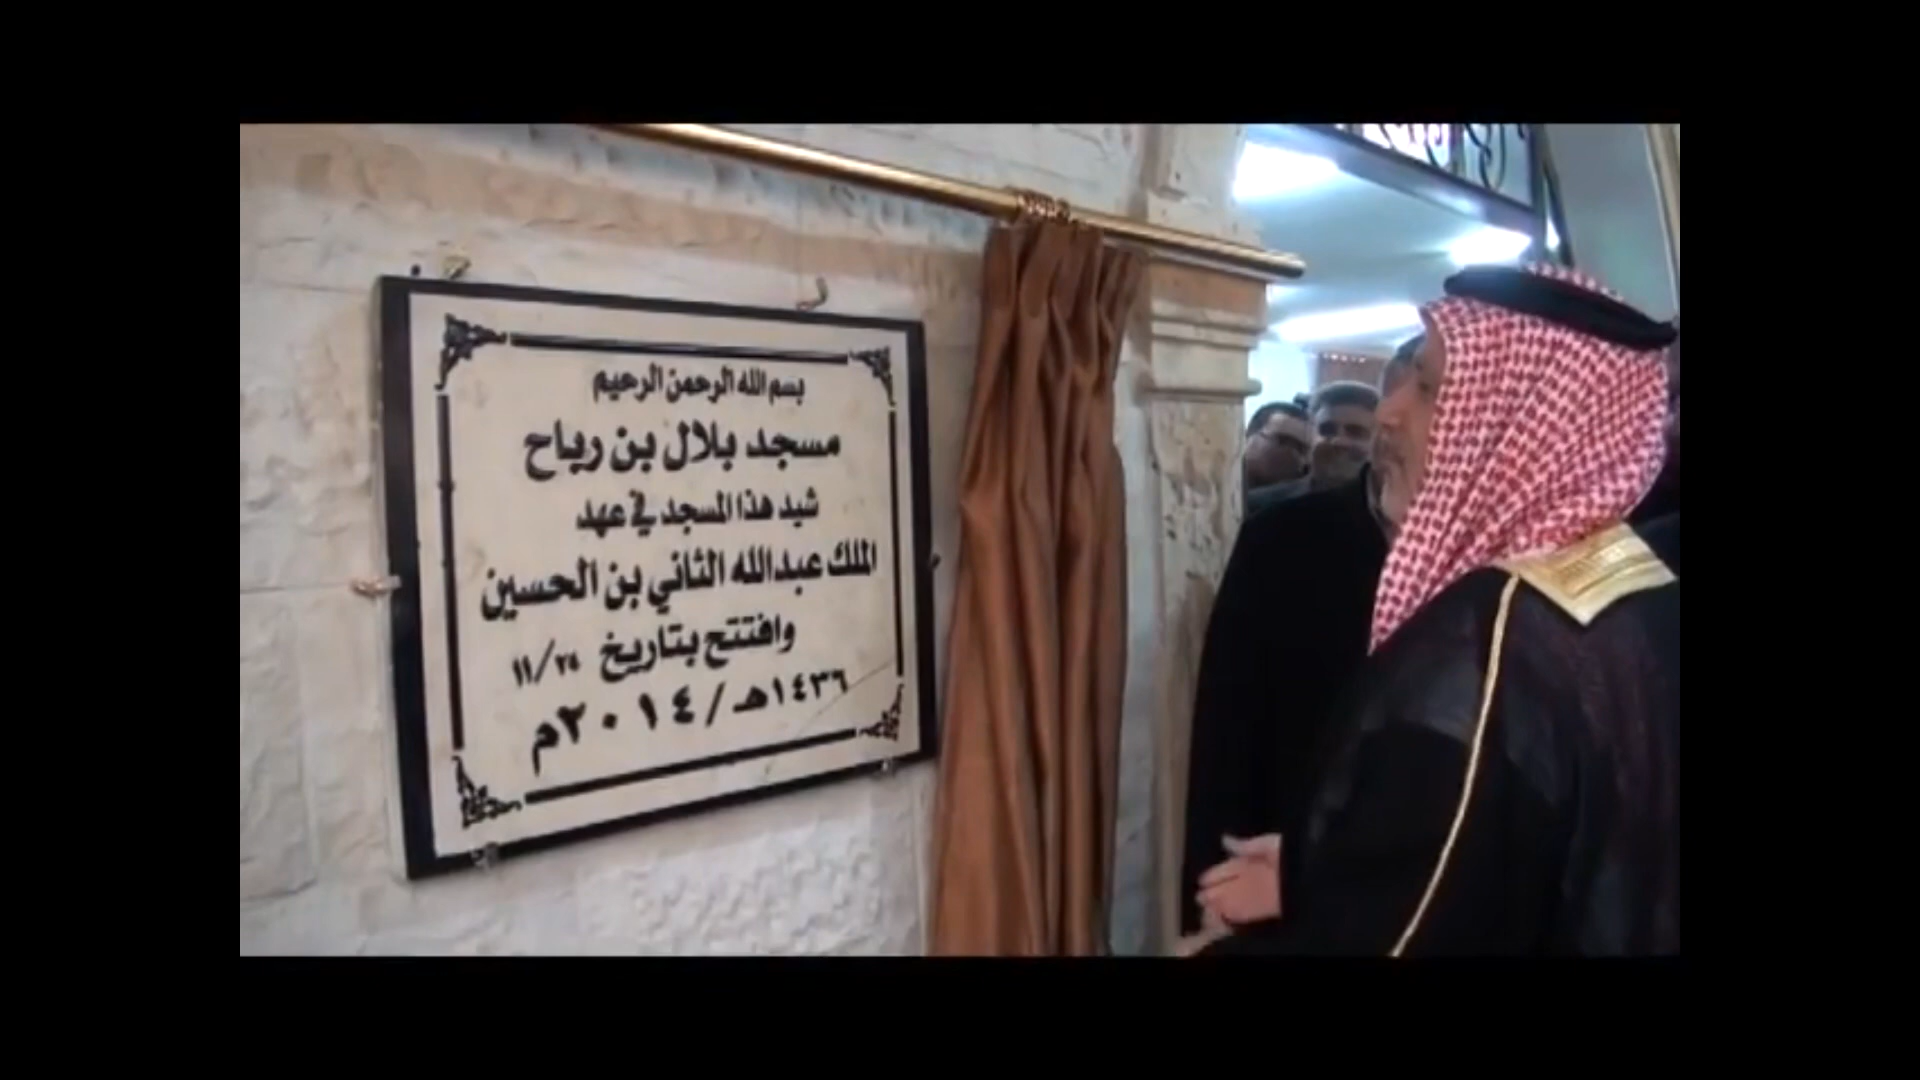 بسم الله الرحمن الرحيم
مسجد بلال بن رباح
شيد هذا المسجد في عهد
الملك عبدالله الثاني بن الحسين
وافتتح بتاريخ ٢٥/١١
١٤٣٦هـ/٢٠١٤م